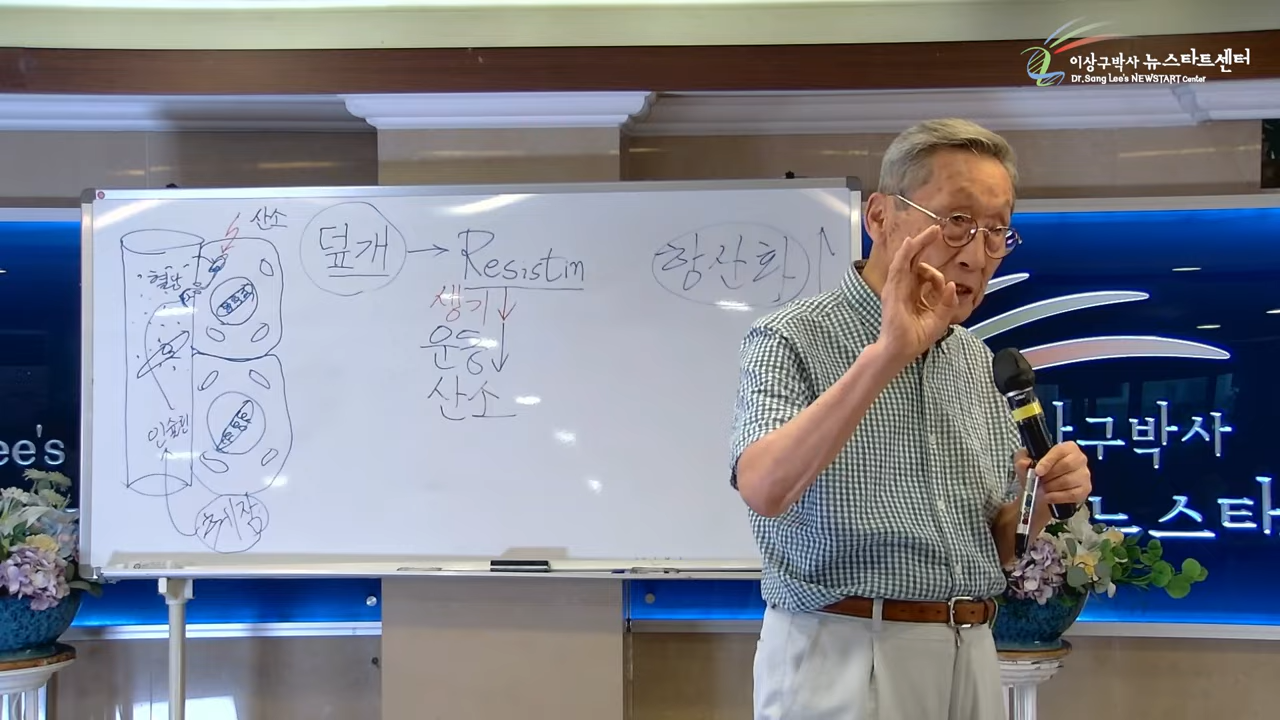 이상구박사 뉴스타트센터
Dr. Sang Lee's NEWSTART Center
산소
혈당
인슐린
췌장
덮개 → Resistin
생기 ↓
운동 ↓
산소
항산화 ↑
ee's
상구박사
뉴스타